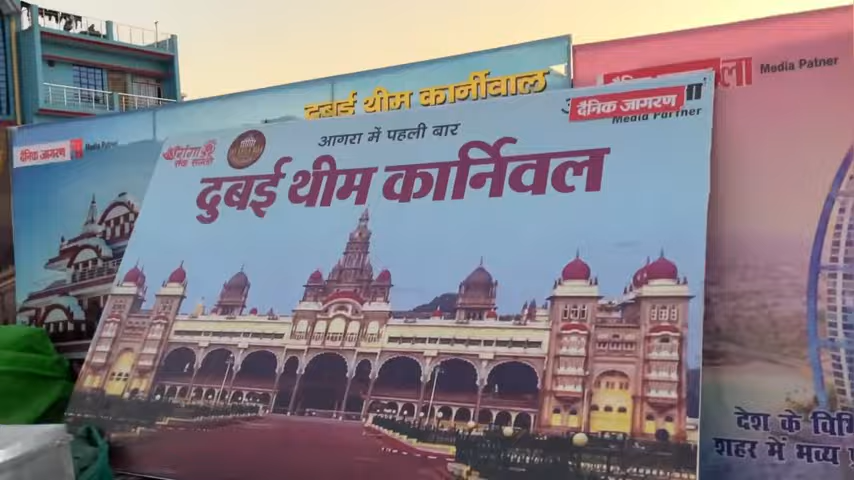 दुबई थीम कार्नीवाल
दैनिक जागरण
Media Patner
Media Patner
दैनिक जागरण
Media Partner
आगरा में पहली बार
दुबई थीम कार्निवल
देश के
शहर में भव्य